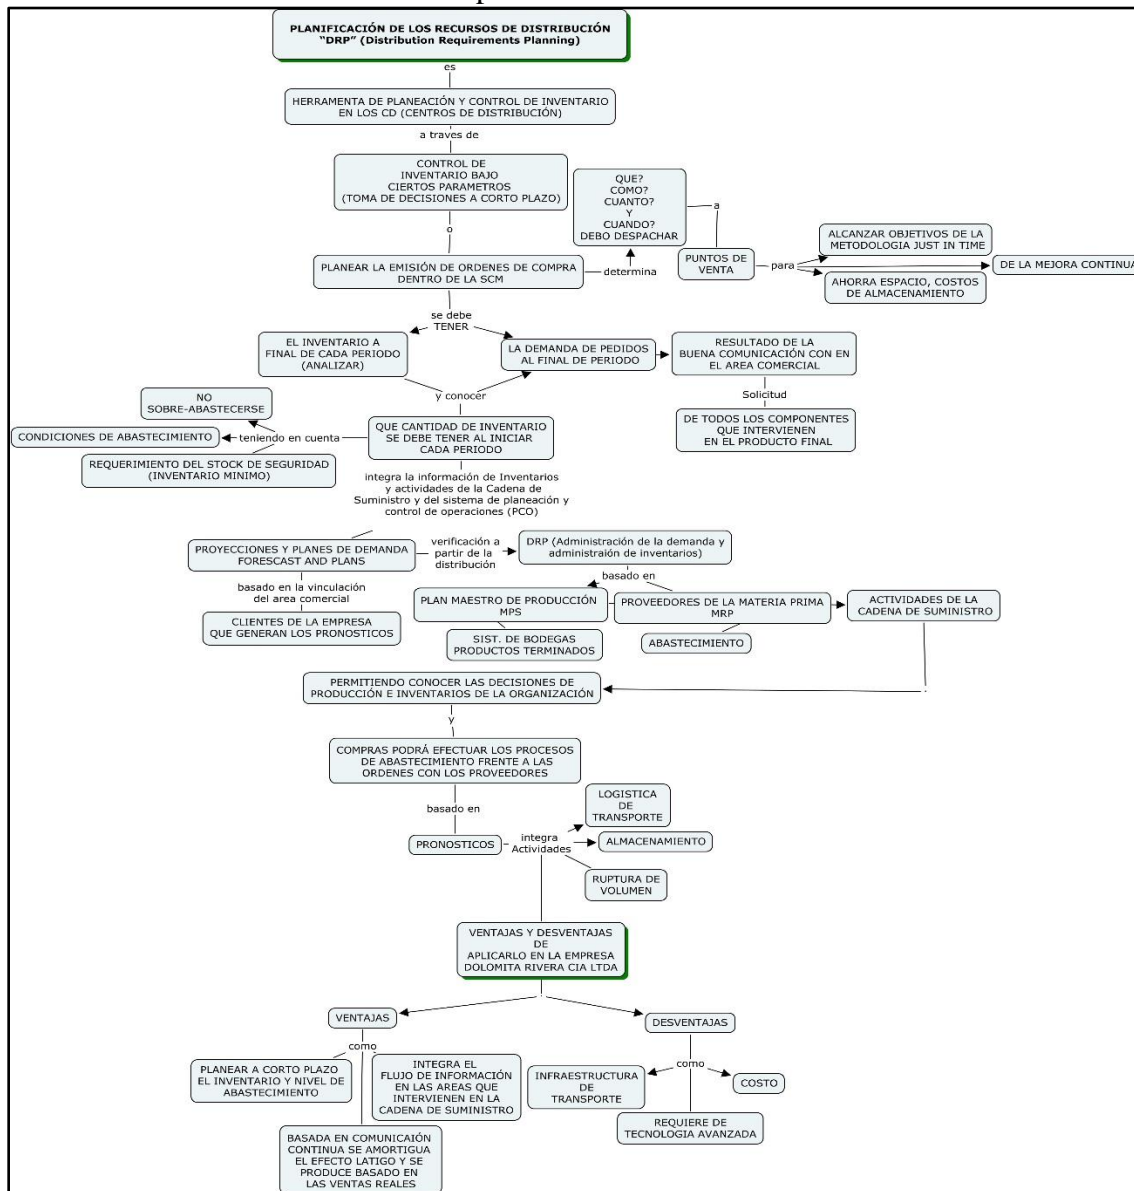 PLANIFICACIÓN DE LOS RECURSOS DE DISTRIBUCIÓN
"DRP" (Distribution Requirements Planning)
es
HERRAMENTA DE PLANEACIÓN Y CONTROL DE INVENTARIO
EN LOS CD (CENTROS DE DISTRIBUCIÓN)
a traves de
CONTROL DE
INVENTARIO BAJO
CIERTOS PARAMETROS
(TOMA DE DECISIONES A CORTO PLAZO)
o
PLANEAR LA EMISIÓN DE ORDENES DE COMPRA
DENTRO DE LA SCM
determina
QUE?
COMO?
CUANTO?
Y
CUANDO?
DEBO DESPACHAR
a
PUNTOS DE
VENTA
para
ALCANZAR OBJETIVOS DE LA
METODOLOGIA JUST IN TIME
DE LA MEJORA CONTINUA
AHORRA ESPACIO, COSTOS
DE ALMACENAMIENTO
se debe
TENER
EL INVENTARIO A
FINAL DE CADA PERIODO
(ANALIZAR)
LA DEMANDA DE PEDIDOS
AL FINAL DE PERIODO
RESULTADO DE LA
BUENA COMUNICACIÓN CON EN
EL AREA COMERCIAL
Solicitud
DE TODOS LOS COMPONENTES
QUE INTERVIENEN
EN EL PRODUCTO FINAL
y conocer
QUE CANTIDAD DE INVENTARIO
SE DEBE TENER AL INICIAR
CADA PERIODO
teniendo en cuenta
NO
SOBRE-ABASTECERSE
CONDICIONES DE ABASTECIMIENTO
REQUERIMIENTO DEL STOCK DE SEGURIDAD
(INVENTARIO MINIMO)
integra la información de Inventarios
y actividades de la Cadena de
Suministro y del sistema de planeación y
control de operaciones (PCO)
PROYECCIONES Y PLANES DE DEMANDA
FORESCAST AND PLANS
verificación a
partir de la
distribución
DRP (Administración de la demanda y
administraión de inventarios)
basado en la vinculación
del area comercial
CLIENTES DE LA EMPRESA
QUE GENERAN LOS PRONOSTICOS
basado en
PLAN MAESTRO DE PRODUCCIÓN
MPS
PROVEEDORES DE LA MATERIA PRIMA
MRP
ACTIVIDADES DE LA
CADENA DE SUMINISTRO
SIST. DE BODEGAS
PRODUCTOS TERMINADOS
ABASTECIMIENTO
PERMITIENDO CONOCER LAS DECISIONES DE
PRODUCCIÓN E INVENTARIOS DE LA ORGANIZACIÓN
y
COMPRAS PODRÁ EFECTUAR LOS PROCESOS
DE ABASTECIMIENTO FRENTE A LAS
ORDENES CON LOS PROVEEDORES
basado en
PRONOSTICOS
integra
Actividades
LOGISTICA
DE
TRANSPORTE
ALMACENAMIENTO
RUPTURA DE
VOLUMEN
VENTAJAS Y DESVENTAJAS
DE
APLICARLO EN LA EMPRESA
DOLOMITA RIVERA CIA LTDA
VENTAJAS
como
PLANEAR A CORTO PLAZO
EL INVENTARIO Y NIVEL DE
ABASTECIMIENTO
INTEGRA EL
FLUJO DE INFORMACIÓN
EN LAS AREAS QUE
INTERVIENEN EN LA
CADENA DE SUMINISTRO
BASADA EN COMUNICAIÓN
CONTINUA SE AMORTIGUA
EL EFECTO LATIGO Y SE
PRODUCE BASADO EN
LAS VENTAS REALES
DESVENTAJAS
como
INFRAESTRUCTURA
DE
TRANSPORTE
COSTO
REQUIERE DE
TECNOLOGIA AVANZADA